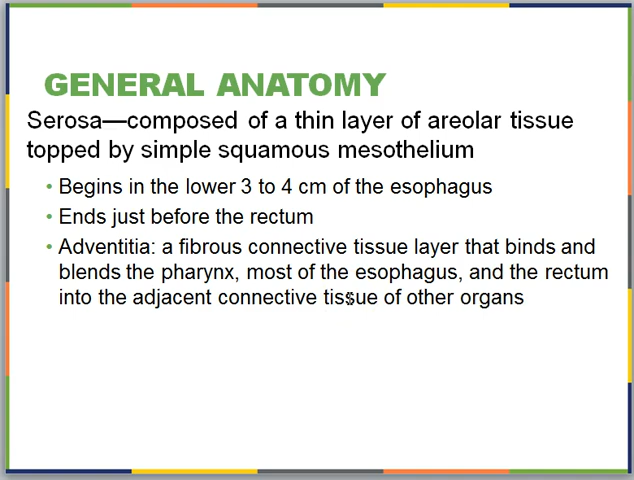 GENERAL ANATOMY
Serosa—composed of a thin layer of areolar tissue
topped by simple squamous mesothelium
• Begins in the lower 3 to 4 cm of the esophagus
• Ends just before the rectum
• Adventitia: a fibrous connective tissue layer that binds and
blends the pharynx, most of the esophagus, and the rectum
into the adjacent connective tissue of other organs